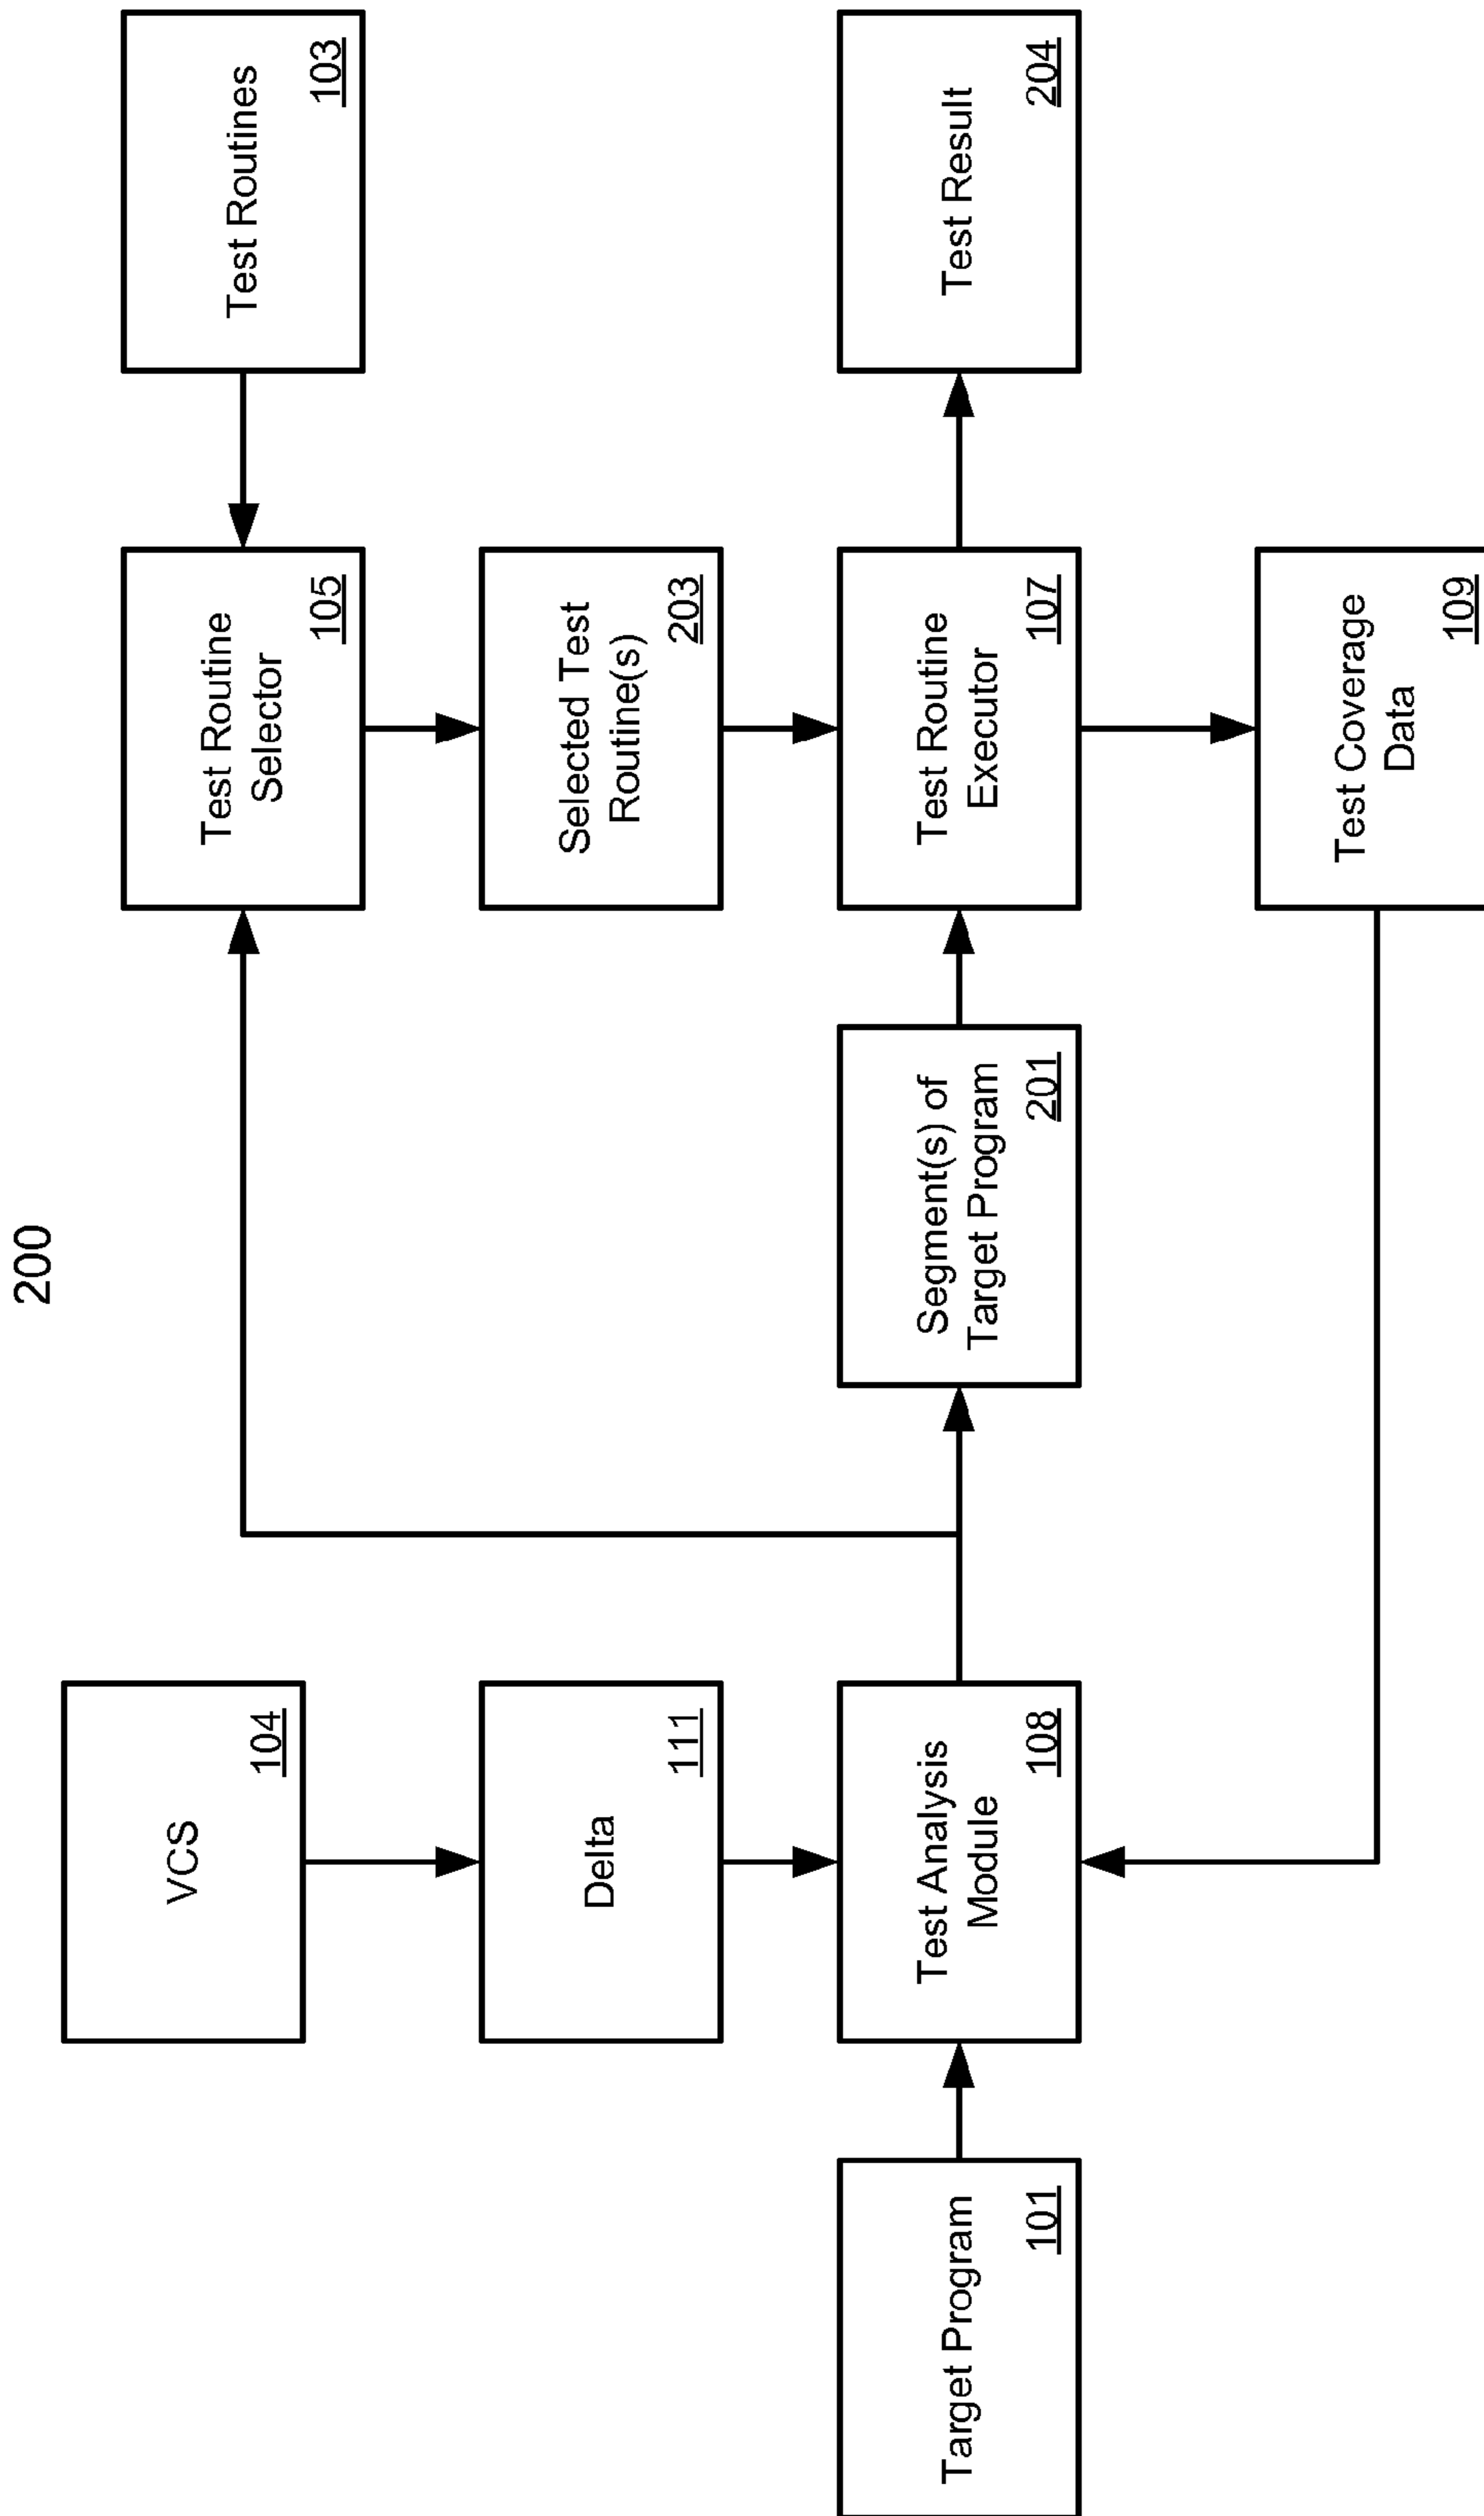 200
VCS
104
Test Routine
Selector
105
Test Routines
103
Delta
111
Selected Test
Routine(s)
203
Target Program
101
Test Analysis
Module
108
Segment(s) of
Target Program
201
Test Routine
Executor
107
Test Result
204
Test Coverage
Data
109